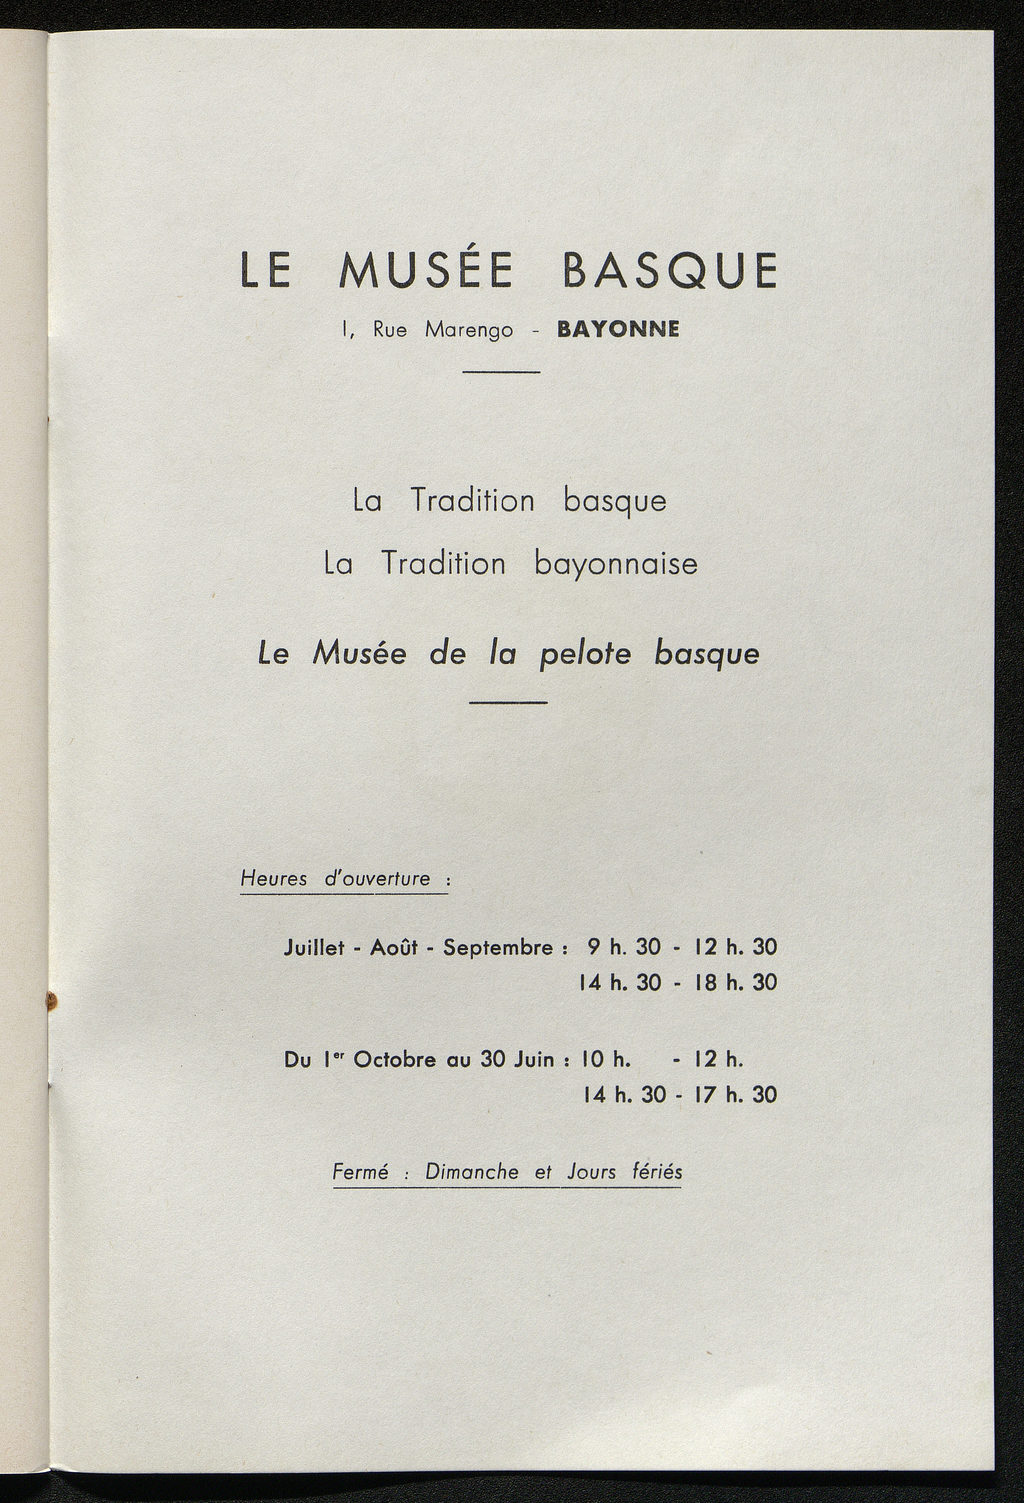 LE MUSÉE BASQUE
1, Rue Marengo - BAYONNE
La Tradition basque
La Tradition bayonnaise
Le Musée de la pelote basque
Heures d'ouverture :
Juillet - Août - Septembre : 9 h. 30 - 12 h. 30
14 h. 30 - 18 h. 30
Du 1er Octobre au 30 Juin : 10 h. - 12 h.
14 h. 30 - 17 h. 30
Fermé : Dimanche et Jours fériés